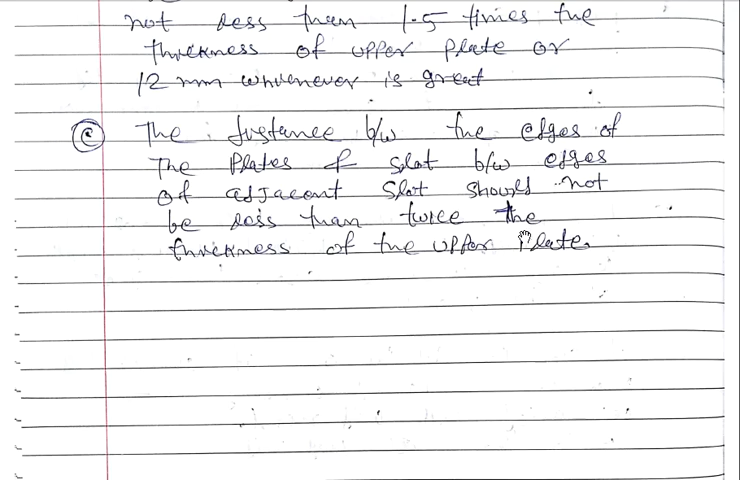 not less than 1.5 times the
thickness of upper plate or
12 mm whichever is great
(c) The distance b/w the edges of
The Plates & slot b/w edges
of adjacent slot should not
be less than twice the
thickness of the upper Plate.